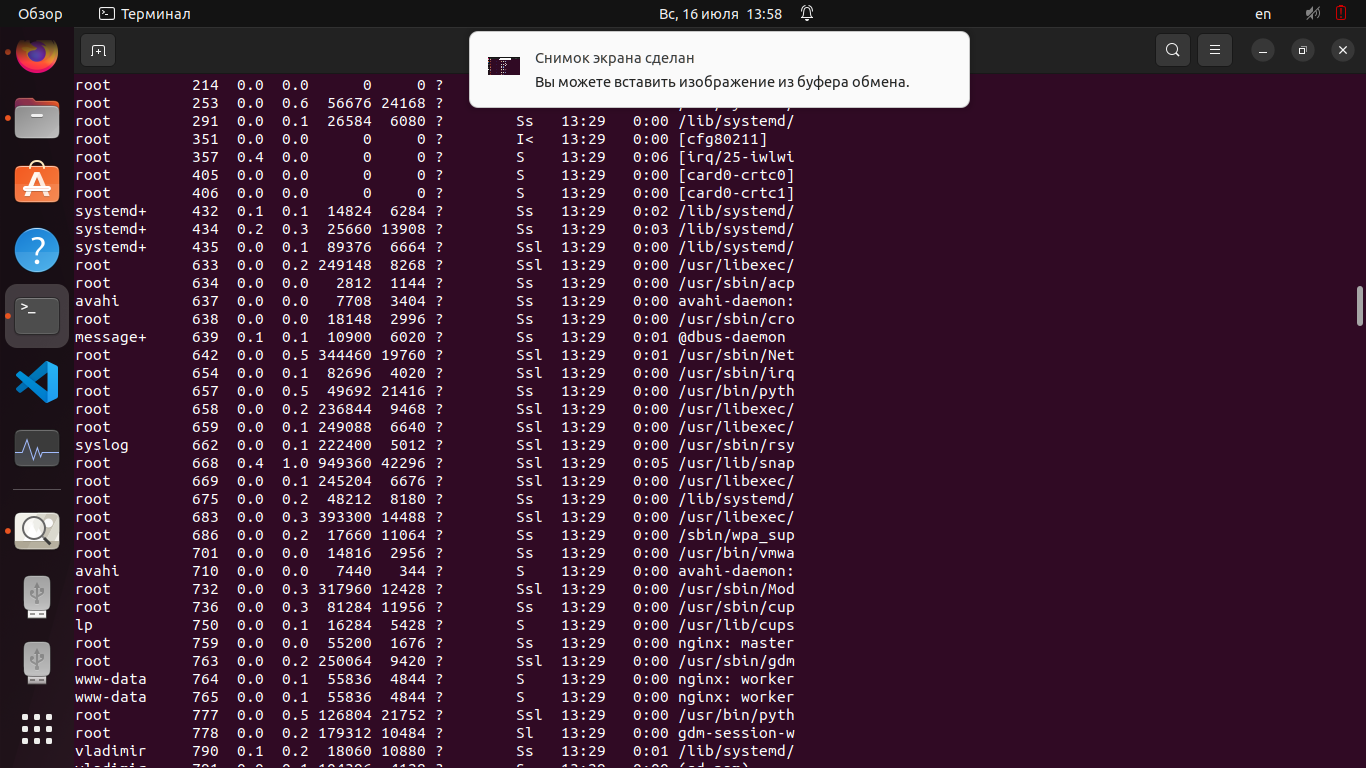 Обзор Терминал Вс, 16 июля 13:58 en
Снимок экрана сделан
Вы можете вставить изображение из буфера обмена.
root 214 0.0 0.0 0 0 ?
root 253 0.0 0.6 56676 24168 ?
root 291 0.0 0.1 26584 6080 ? Ss 13:29 0:00 /lib/systemd/
root 351 0.0 0.0 0 0 ? I< 13:29 0:00 [cfg80211]
root 357 0.4 0.0 0 0 ? S 13:29 0:06 [irq/25-iwlwi
root 405 0.0 0.0 0 0 ? S 13:29 0:00 [card0-crtc0]
root 406 0.0 0.0 0 0 ? S 13:29 0:00 [card0-crtc1]
systemd+ 432 0.1 0.1 14824 6284 ? Ss 13:29 0:02 /lib/systemd/
systemd+ 434 0.2 0.3 25660 13908 ? Ss 13:29 0:03 /lib/systemd/
systemd+ 435 0.0 0.1 89376 6664 ? Ssl 13:29 0:00 /lib/systemd/
root 633 0.0 0.2 249148 8268 ? Ssl 13:29 0:00 /usr/libexec/
root 634 0.0 0.0 2812 1144 ? Ss 13:29 0:00 /usr/sbin/acp
avahi 637 0.0 0.0 7708 3404 ? Ss 13:29 0:00 avahi-daemon:
root 638 0.0 0.0 18148 2996 ? Ss 13:29 0:00 /usr/sbin/cro
message+ 639 0.1 0.1 10900 6020 ? Ss 13:29 0:01 @dbus-daemon
root 642 0.0 0.5 344460 19760 ? Ssl 13:29 0:01 /usr/sbin/Net
root 654 0.0 0.1 82696 4020 ? Ssl 13:29 0:00 /usr/sbin/irq
root 657 0.0 0.5 49692 21416 ? Ss 13:29 0:00 /usr/bin/pyth
root 658 0.0 0.2 236844 9468 ? Ssl 13:29 0:00 /usr/libexec/
root 659 0.0 0.1 249088 6640 ? Ssl 13:29 0:00 /usr/libexec/
syslog 662 0.0 0.1 222400 5012 ? Ssl 13:29 0:00 /usr/sbin/rsy
root 668 0.4 1.0 949360 42296 ? Ssl 13:29 0:05 /usr/lib/snap
root 669 0.0 0.1 245204 6676 ? Ssl 13:29 0:00 /usr/libexec/
root 675 0.0 0.2 48212 8180 ? Ss 13:29 0:00 /lib/systemd/
root 683 0.0 0.3 393300 14488 ? Ssl 13:29 0:00 /usr/libexec/
root 686 0.0 0.2 17660 11064 ? Ss 13:29 0:00 /sbin/wpa_sup
root 701 0.0 0.0 14816 2956 ? Ss 13:29 0:00 /usr/bin/vmwa
avahi 710 0.0 0.0 7440 344 ? S 13:29 0:00 avahi-daemon:
root 732 0.0 0.3 317960 12428 ? Ssl 13:29 0:00 /usr/sbin/Mod
root 736 0.0 0.3 81284 11956 ? Ss 13:29 0:00 /usr/sbin/cup
lp 750 0.0 0.1 16284 5428 ? S 13:29 0:00 /usr/lib/cups
root 759 0.0 0.0 55200 1676 ? Ss 13:29 0:00 nginx: master
root 763 0.0 0.2 250064 9420 ? Ssl 13:29 0:00 /usr/sbin/gdm
www-data 764 0.0 0.1 55836 4844 ? S 13:29 0:00 nginx: worker
www-data 765 0.0 0.1 55836 4844 ? S 13:29 0:00 nginx: worker
root 777 0.0 0.5 126804 21752 ? Ssl 13:29 0:00 /usr/bin/pyth
root 778 0.0 0.2 179312 10484 ? Sl 13:29 0:00 gdm-session-w
vladimir 790 0.1 0.2 18060 10880 ? Ss 13:29 0:01 /lib/systemd/